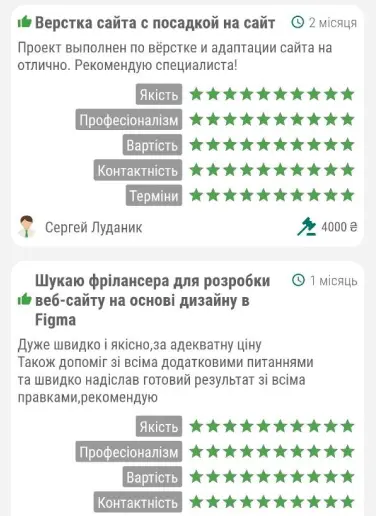 Верстка сайта с посадкой на сайт
2 місяця
Проект выполнен по вёрстке и адаптации сайта на
отлично. Рекомендую специалиста!
Якість
Професіоналізм
Вартість
Контактність
Терміни
Сергей Луданик
4000 ₴
Шукаю фрілансера для розробки
1 місяць
веб-сайту на основі дизайну в
Figma
Дуже швидко і якісно,за адекватну ціну
Також допоміг зі всіма додатковими питаннями
та швидко надіслав готовий результат зі всіма
правками,рекомендую
Якість
Професіоналізм
Вартість
Контактність